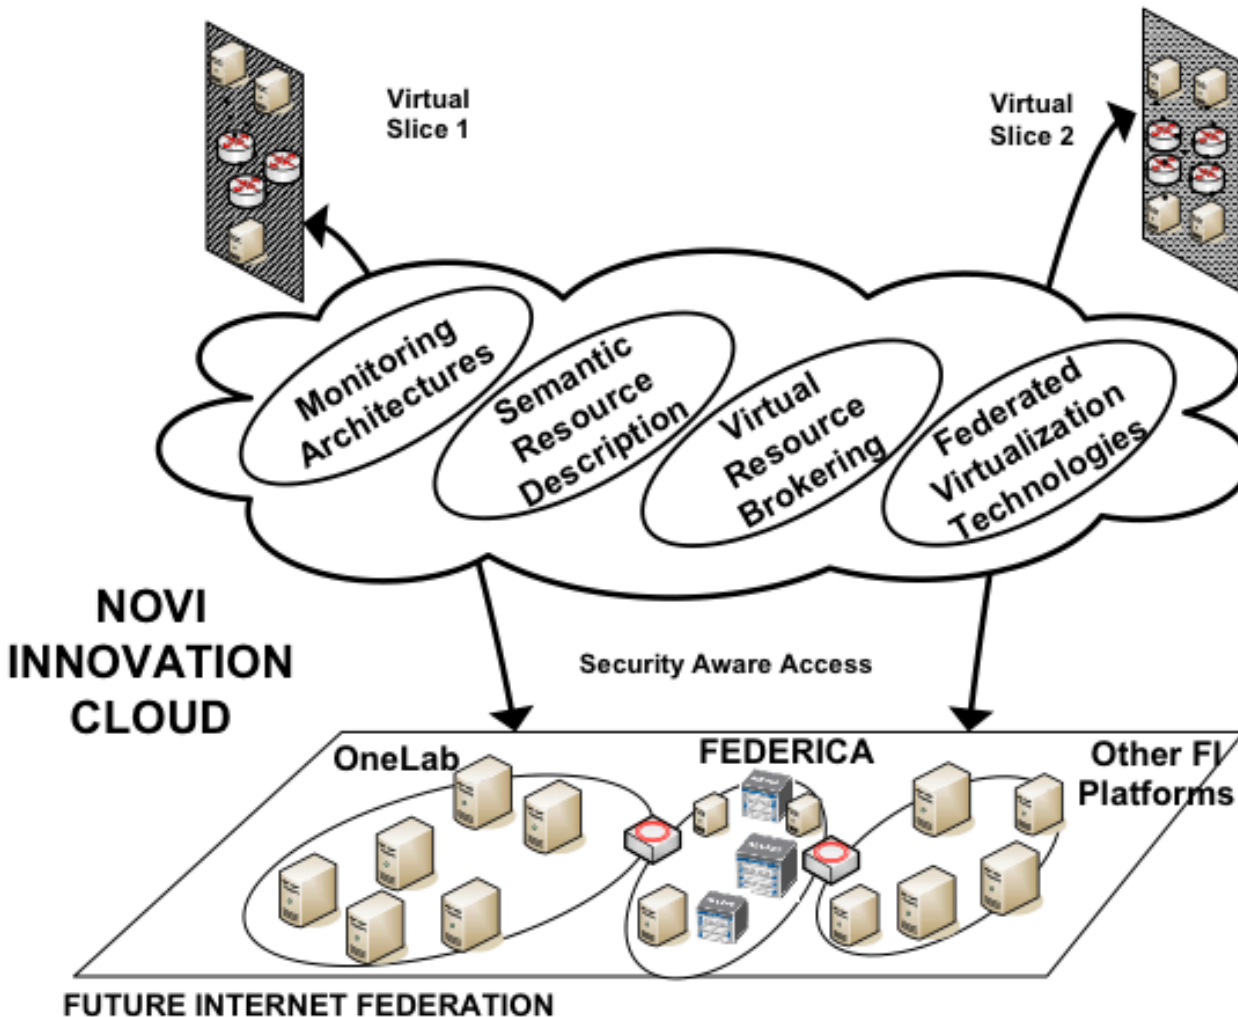 Virtual
Slice 1
Virtual
Slice 2
Monitoring
Architectures
Semantic
Resource
Description
Virtual
Resource
Brokering
Federated
Virtualization
Technologies
NOVI
INNOVATION
CLOUD
Security Aware Access
OneLab
FEDERICA
Other FI
Platforms
FUTURE INTERNET FEDERATION